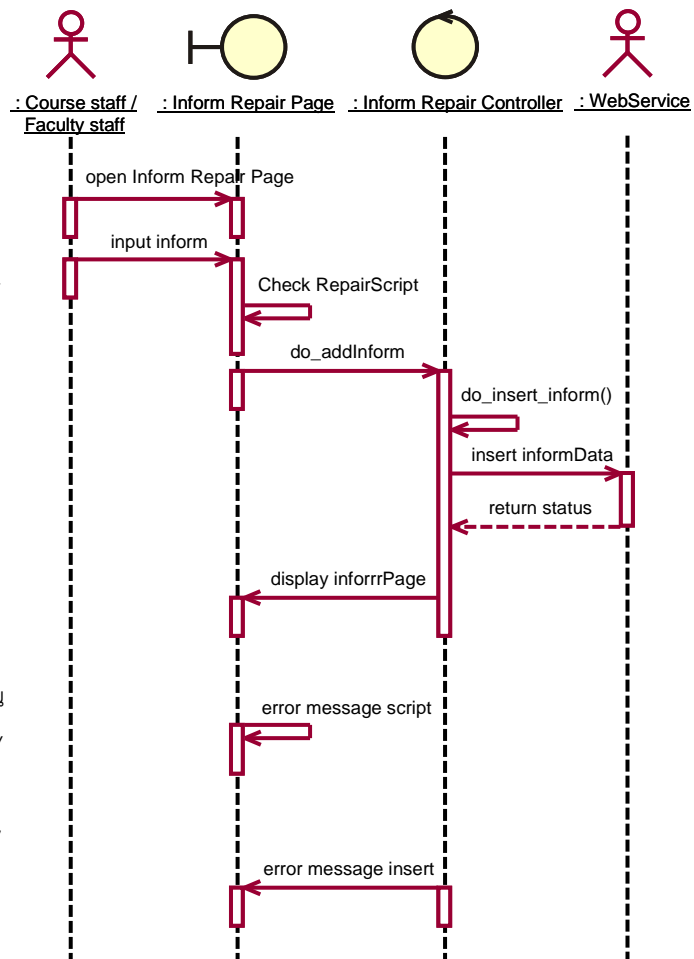 : Course staff /
Faculty staff
: Inform Repair Page
: Inform Repair Controller
: WebService
open Inform Repair Page
input inform
Check RepairScript
do_addInform
do_insert_inform()
insert informData
return status
display inforrrPage
error message script
error message insert